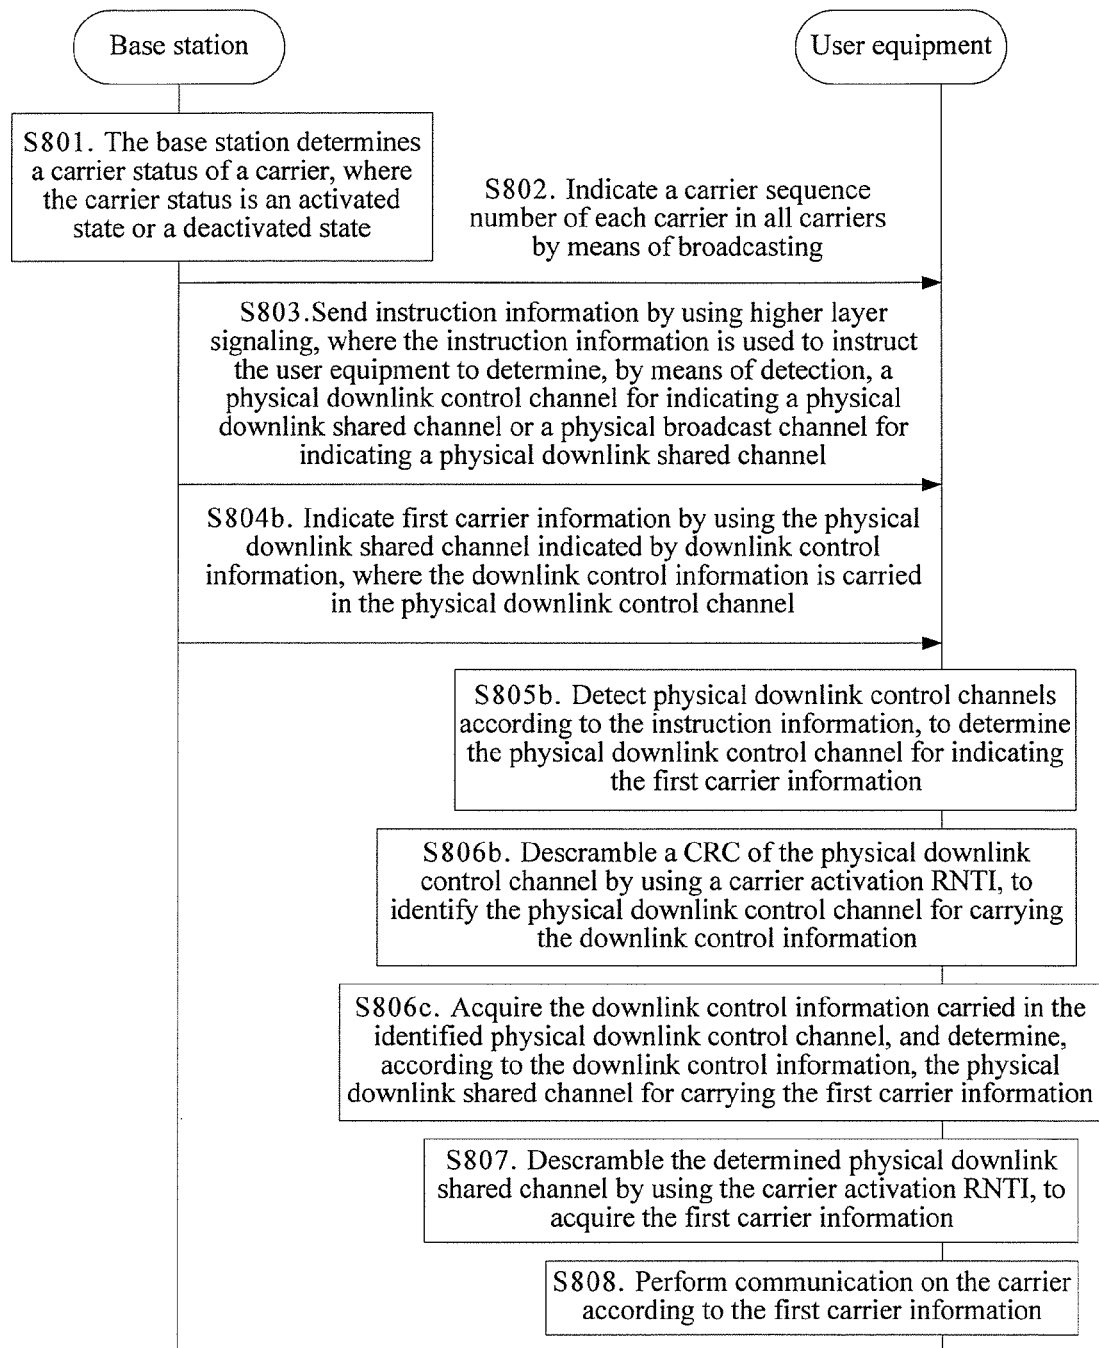 Base station
User equipment
S801. The base station determines
a carrier status of a carrier, where
the carrier status is an activated
state or a deactivated state
S802. Indicate a carrier sequence
number of each carrier in all carriers
by means of broadcasting
S803.Send instruction information by using higher layer
signaling, where the instruction information is used to instruct
the user equipment to determine, by means of detection, a
physical downlink control channel for indicating a physical
downlink shared channel or a physical broadcast channel for
indicating a physical downlink shared channel
S804b. Indicate first carrier information by using the physical
downlink shared channel indicated by downlink control
information, where the downlink control information is carried
in the physical downlink control channel
S805b. Detect physical downlink control channels
according to the instruction information, to determine
the physical downlink control channel for indicating
the first carrier information
S806b. Descramble a CRC of the physical downlink
control channel by using a carrier activation RNTI, to
identify the physical downlink control channel for carrying
the downlink control information
S806c. Acquire the downlink control information carried in the
identified physical downlink control channel, and determine,
according to the downlink control information, the physical
downlink shared channel for carrying the first carrier information
S807. Descramble the determined physical downlink
shared channel by using the carrier activation RNTI, to
acquire the first carrier information
S808. Perform communication on the carrier
according to the first carrier information